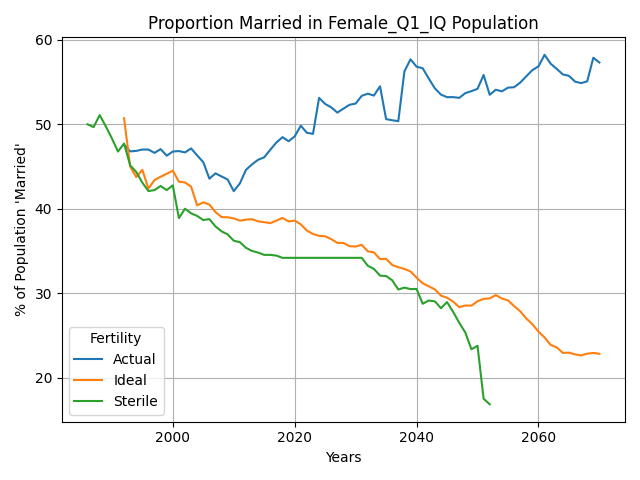 Proportion Married in Female_Q1_IQ Population
% of Population 'Married'
60
50
40
30
20
Fertility
Actual
Ideal
Sterile
2000
2020
2040
2060
Years